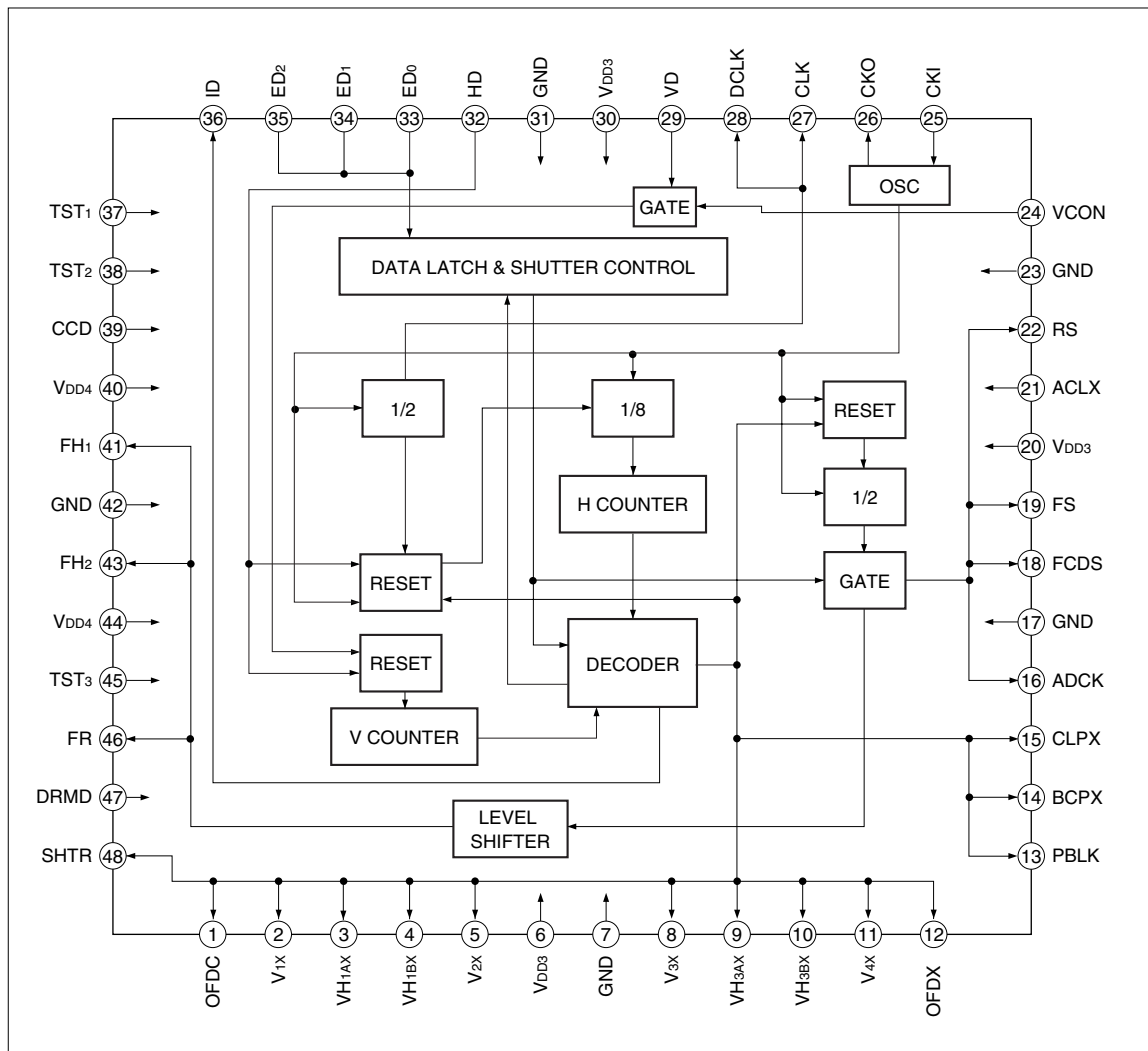 ID
ED2
ED1
ED0
HD
GND
VDD3
VD
DCLK
CLK
CKO
CKI
36
35
34
33
32
31
30
29
28
27
26
25
OSC
TST1 37
GATE
24 VCON
TST2 38
DATA LATCH & SHUTTER CONTROL
23 GND
CCD 39
22 RS
VDD4 40
1/2
1/8
RESET
21 ACLX
FH1 41
20 VDD3
GND 42
H COUNTER
1/2
19 FS
FH2 43
RESET
GATE
18 FCDS
VDD4 44
17 GND
TST3 45
RESET
DECODER
16 ADCK
FR 46
V COUNTER
15 CLPX
DRMD 47
14 BCPX
LEVEL
SHIFTER
SHTR 48
13 PBLK
1
2
3
4
5
6
7
8
9
10
11
12
OFDC
V1X
VH1AX
VH1BX
V2X
VDD3
GND
V3X
VH3AX
VH3BX
V4X
OFDX